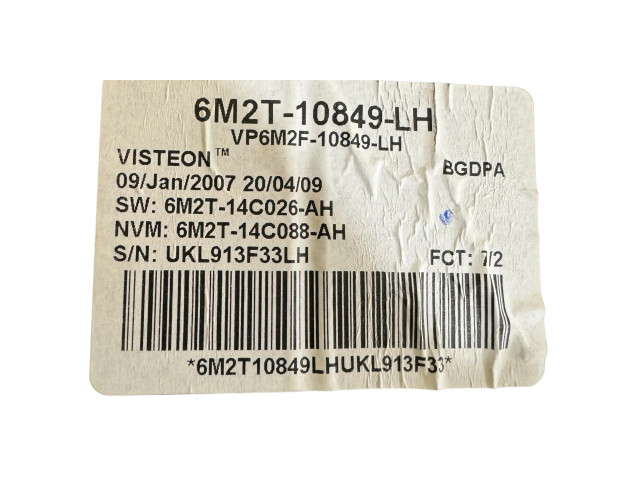 6M2T-10849-LH
VP6M2F-10849-LH
VISTEON™ BGDPA
09/Jan/2007 20/04/09
SW: 6M2T-14C026-AH
NVM: 6M2T-14C088-AH
S/N: UKL913F33LH FCT: 7/2
*6M2T10849LHUKL913F33*